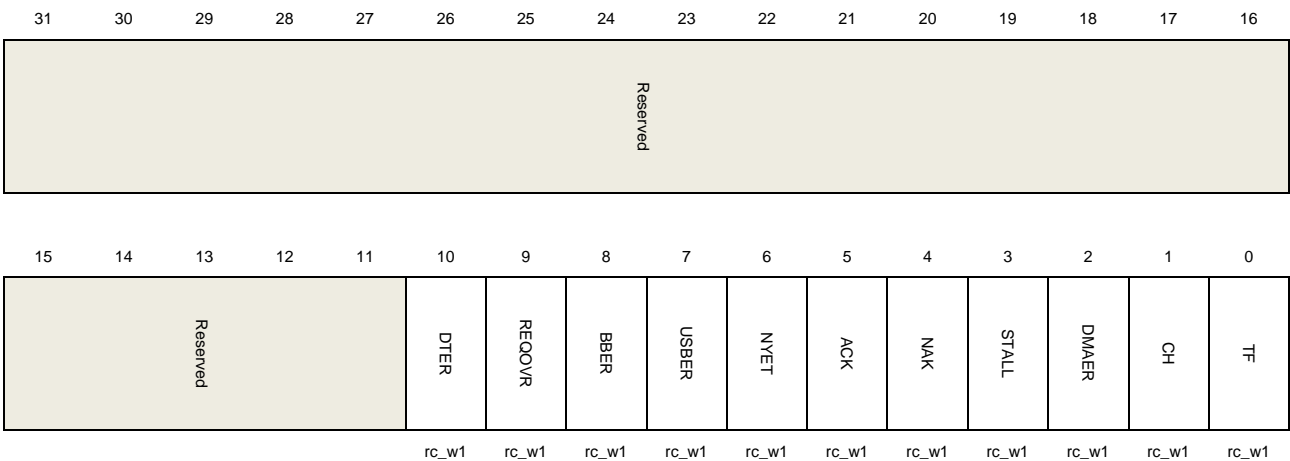 31 30 29 28 27 26 25 24 23 22 21 20 19 18 17 16
Reserved
15 14 13 12 11 10 9 8 7 6 5 4 3 2 1 0
Reserved DTER REQOVR BBER USBER NYET ACK NAK STALL DMAER CH TF
rc_w1 rc_w1 rc_w1 rc_w1 rc_w1 rc_w1 rc_w1 rc_w1 rc_w1 rc_w1 rc_w1